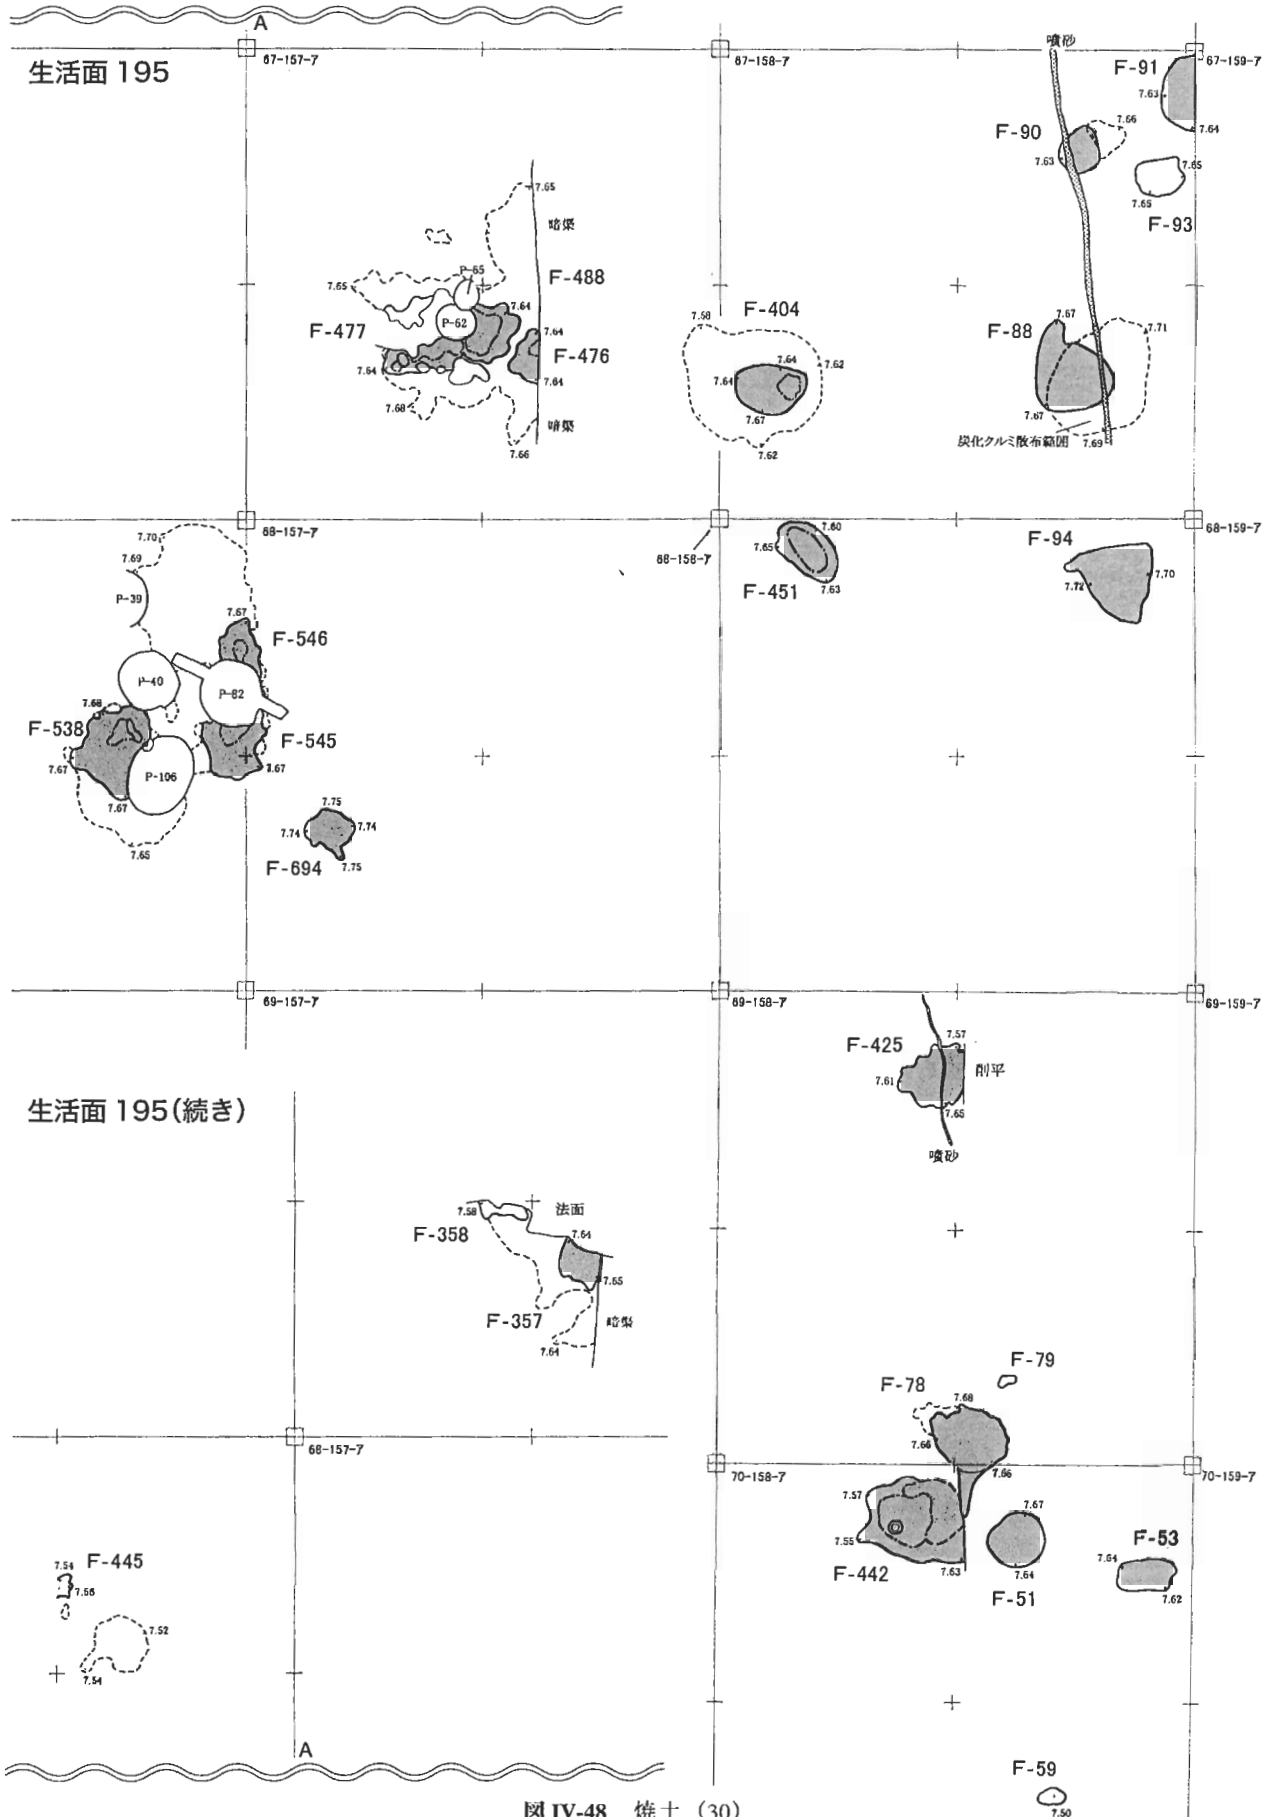 A
67-157-7
67-158-7
67-159-7
生活面 195
噴砂
F-91
7.63
7.64
F-90
7.66
7.63
7.65
7.65
F-93
7.65
暗渠
F-488
P-65
7.65
7.64
P-62
F-477
7.64
F-476
7.64
7.64
7.68
暗渠
7.66
F-404
7.58
7.64
7.62
7.64
7.67
7.62
F-88
7.67
7.71
7.67
炭化クルミ散布範囲
7.69
68-157-7
68-158-7
68-159-7
7.70
7.69
P-39
7.67
F-546
P-40
P-82
7.68
F-538
F-545
7.67
P-106
7.67
7.67
7.65
7.75
7.74
7.74
F-694
7.75
7.60
7.65
F-451
7.63
F-94
7.70
7.72
69-157-7
69-158-7
69-159-7
7.57
F-425
削平
7.61
7.65
噴砂
生活面 195(続き)
7.58
法面
F-358
7.64
7.65
F-357
暗渠
7.64
68-157-7
F-79
F-78
7.68
7.66
7.66
70-158-7
70-159-7
7.57
7.67
7.55
F-442
7.63
7.64
F-51
F-53
7.64
7.62
7.54
F-445
7.56
7.52
7.54
A
F-59
7.50
図 IV-48 焼土 (30)